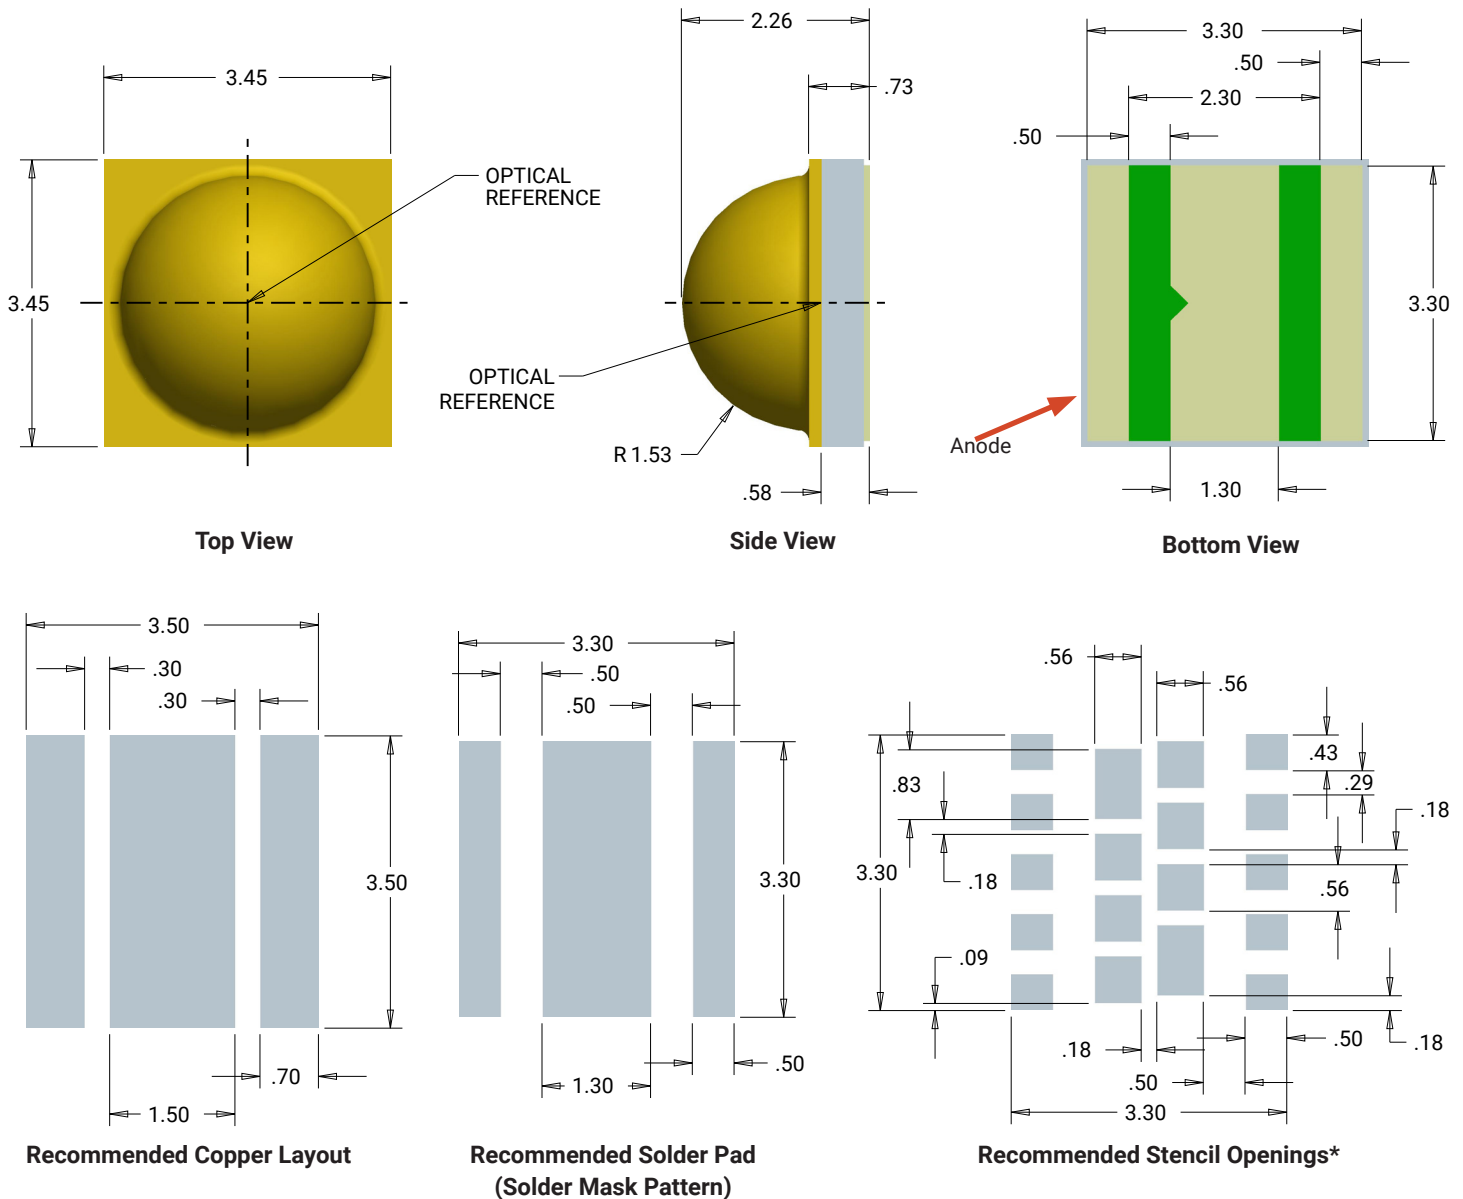 3.45
3.45
OPTICAL
REFERENCE
Top View
2.26
.73
OPTICAL
REFERENCE
R 1.53
.58
Side View
3.30
.50
2.30
.50
3.30
Anode
1.30
Bottom View
3.50
.30
.30
3.50
.70
1.50
Recommended Copper Layout
3.30
.50
.50
3.30
.50
1.30
Recommended Solder Pad
(Solder Mask Pattern)
.56
.56
.43
.29
.83
.18
3.30
.18
.56
.09
.18
.50
.18
.50
3.30
Recommended Stencil Openings*